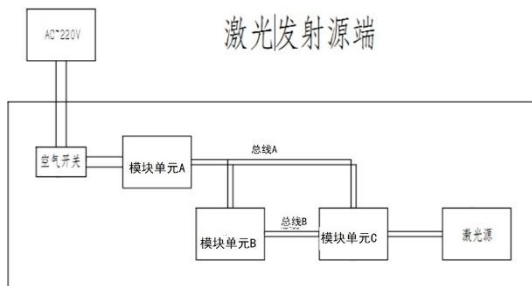 AC~220V
激光发射源端
空气开关
模块单元A
总线A
模块单元B
总线B
模块单元C
激光源